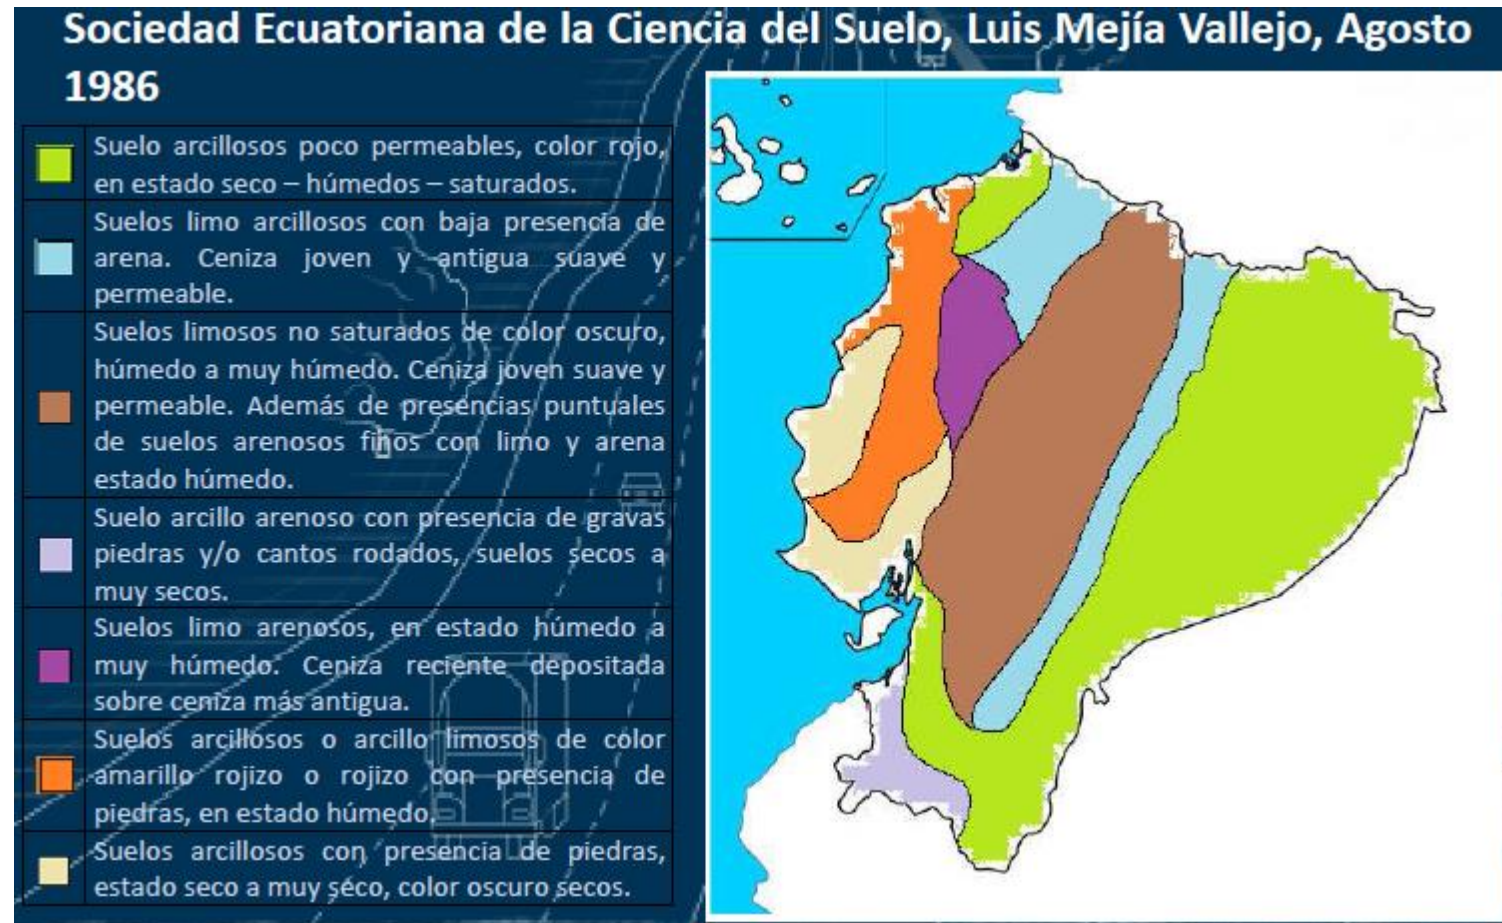 Sociedad Ecuatoriana de la Ciencia del Suelo, Luis Mejía Vallejo, Agosto
1986
Suelo arcillosos poco permeables, color rojo,
en estado seco – húmedos – saturados.
Suelos limo arcillosos con baja presencia de
arena. Ceniza joven y antigua suave y
permeable.
Suelos limosos no saturados de color oscuro,
húmedo a muy húmedo. Ceniza joven suave y
permeable. Además de presencias puntuales
de suelos arenosos finos con limo y arena
estado húmedo.
Suelo arcillo arenoso con presencia de gravas
piedras y/o cantos rodados, suelos secos a
muy secos.
Suelos limo arenosos, en estado húmedo a
muy húmedo. Ceniza reciente depositada
sobre ceniza más antigua.
Suelos arcillosos o arcillo limosos de color
amarillo rojizo o rojizo con presencia de
piedras, en estado húmedo.
Suelos arcillosos con presencia de piedras,
estado seco a muy seco, color oscuro secos.